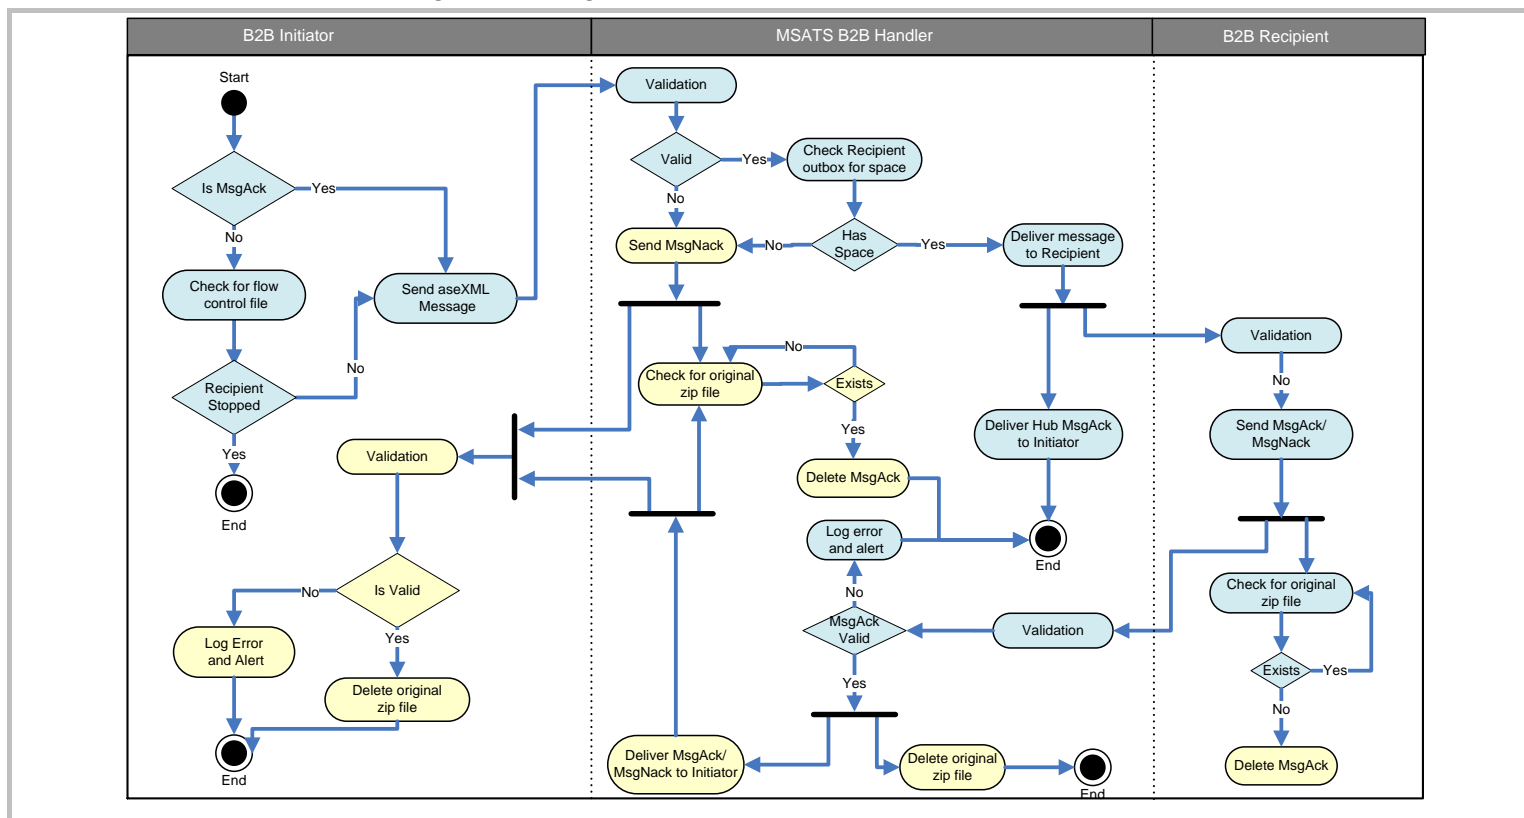 B2B Initiator
MSATS B2B Handler
B2B Recipient
Start
Is MsgAck
Yes
No
Check for flow
control file
Send aseXML
Message
No
Recipient
Stopped
Yes
End
Validation
Is Valid
No
Yes
Log Error
and Alert
Delete original
zip file
End
Validation
Valid
Yes
Check Recipient
outbox for space
No
Send MsgNack
No
Has
Space
Yes
Deliver message
to Recipient
No
Check for original
zip file
Exists
Yes
Delete MsgAck
Deliver Hub MsgAck
to Initiator
Log error
and alert
End
No
MsgAck
Valid
Validation
Yes
Deliver MsgAck/
MsgNack to Initiator
Delete original
zip file
End
Validation
No
Send MsgAck/
MsgNack
Check for original
zip file
Exists
Yes
No
Delete MsgAck